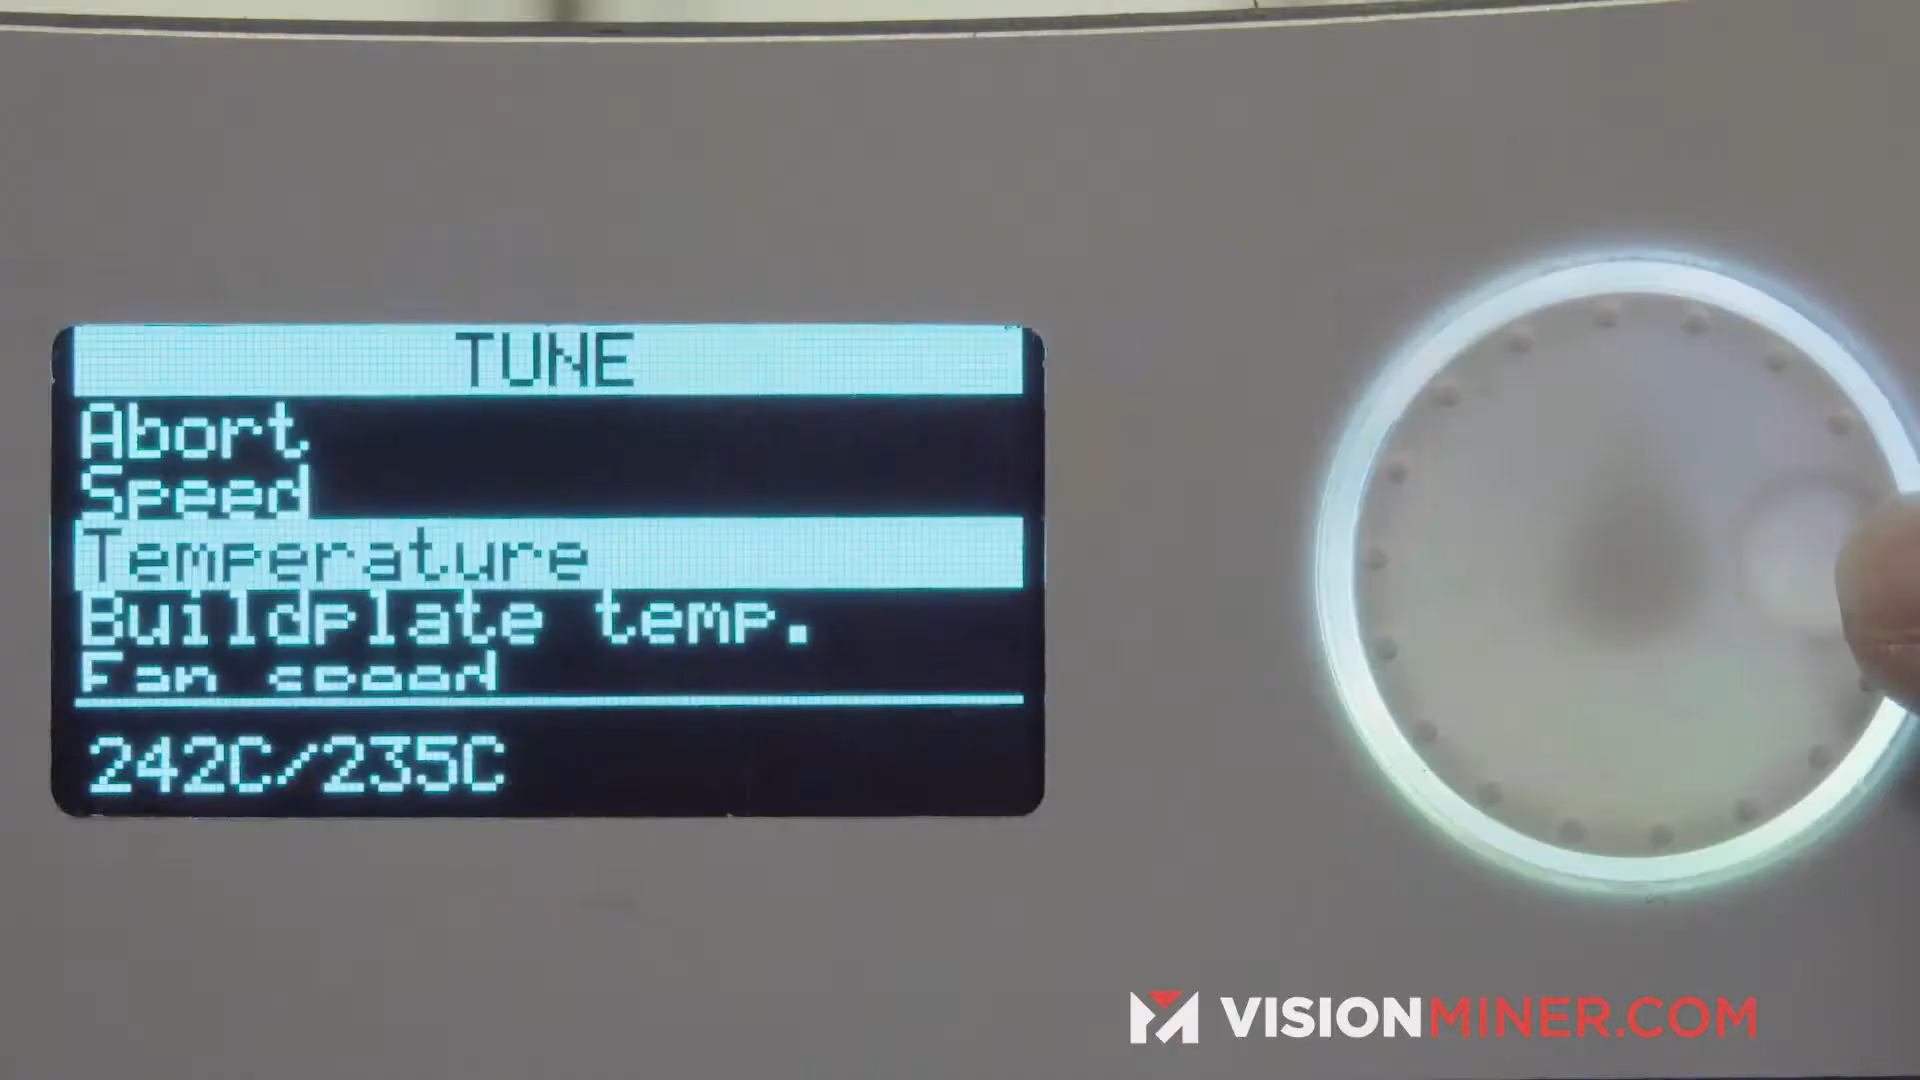 TUNE
Abort
Speed
Temperature
Buildplate temp.
Fan speed
242C/235C
VISIONMINER.COM